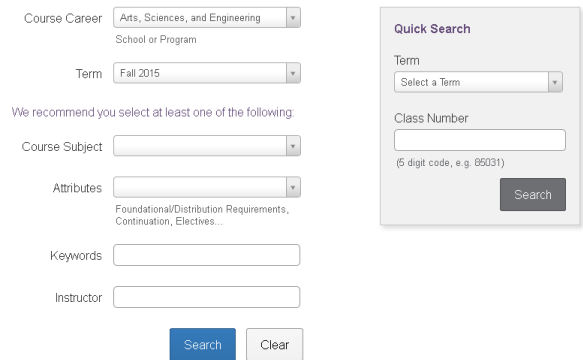 Course Career Arts, Sciences, and Engineering
School or Program
Term Fall 2015
We recommend you select at least one of the following:
Course Subject
Attributes
Foundational/Distribution Requirements,
Continuation, Electives...
Keywords
Instructor
Search Clear
Quick Search
Term
Select a Term
Class Number
(5 digit code, e.g. 85031)
Search